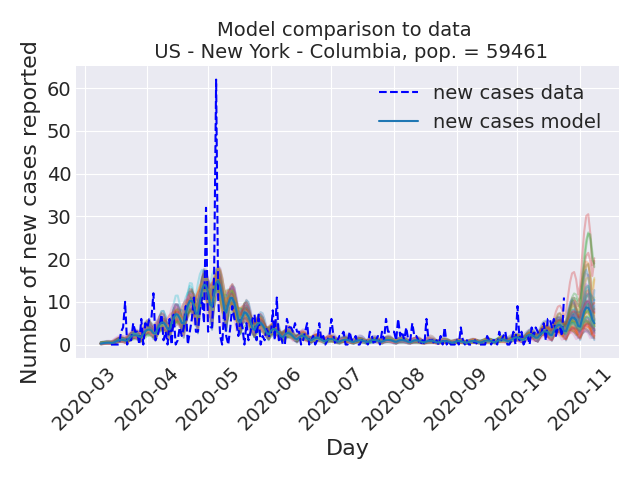 Model comparison to data
US - New York - Columbia, pop. = 59461
Number of new cases reported
60
50
40
30
20
10
0
new cases data
new cases model
2020-03
2020-04
2020-05
2020-06
2020-07
2020-08
2020-09
2020-10
2020-11
Day